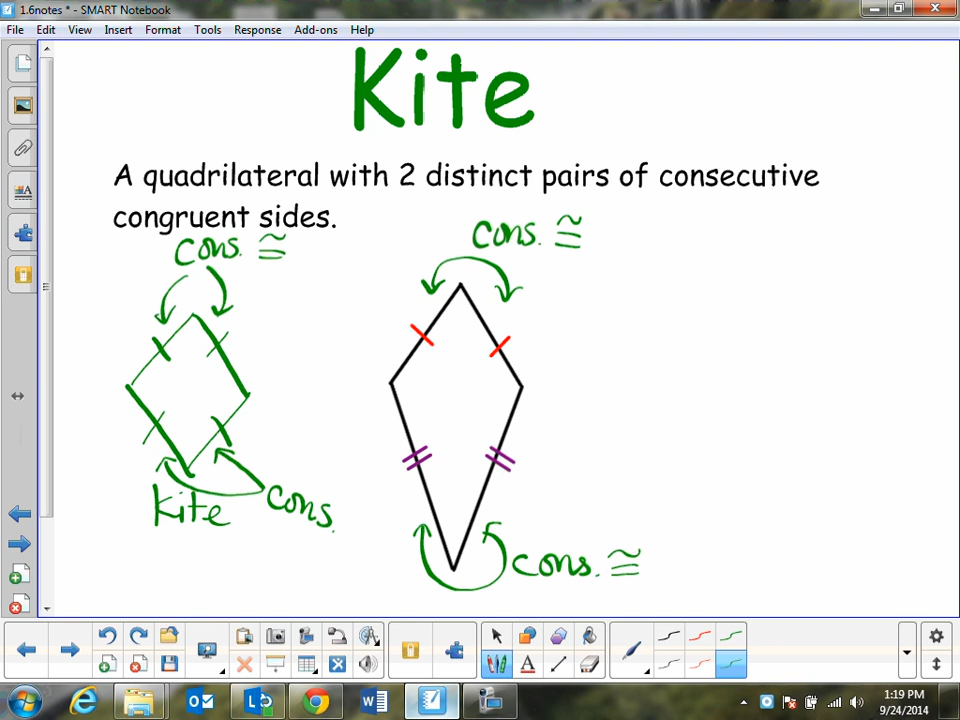 1.6notes * - SMART Notebook
File Edit View Insert Format Tools Response Add-ons Help
Kite
A quadrilateral with 2 distinct pairs of consecutive
congruent sides.
cons. ≅
cons. ≅
Kite
cons.
cons. ≅
1:19 PM
9/24/2014